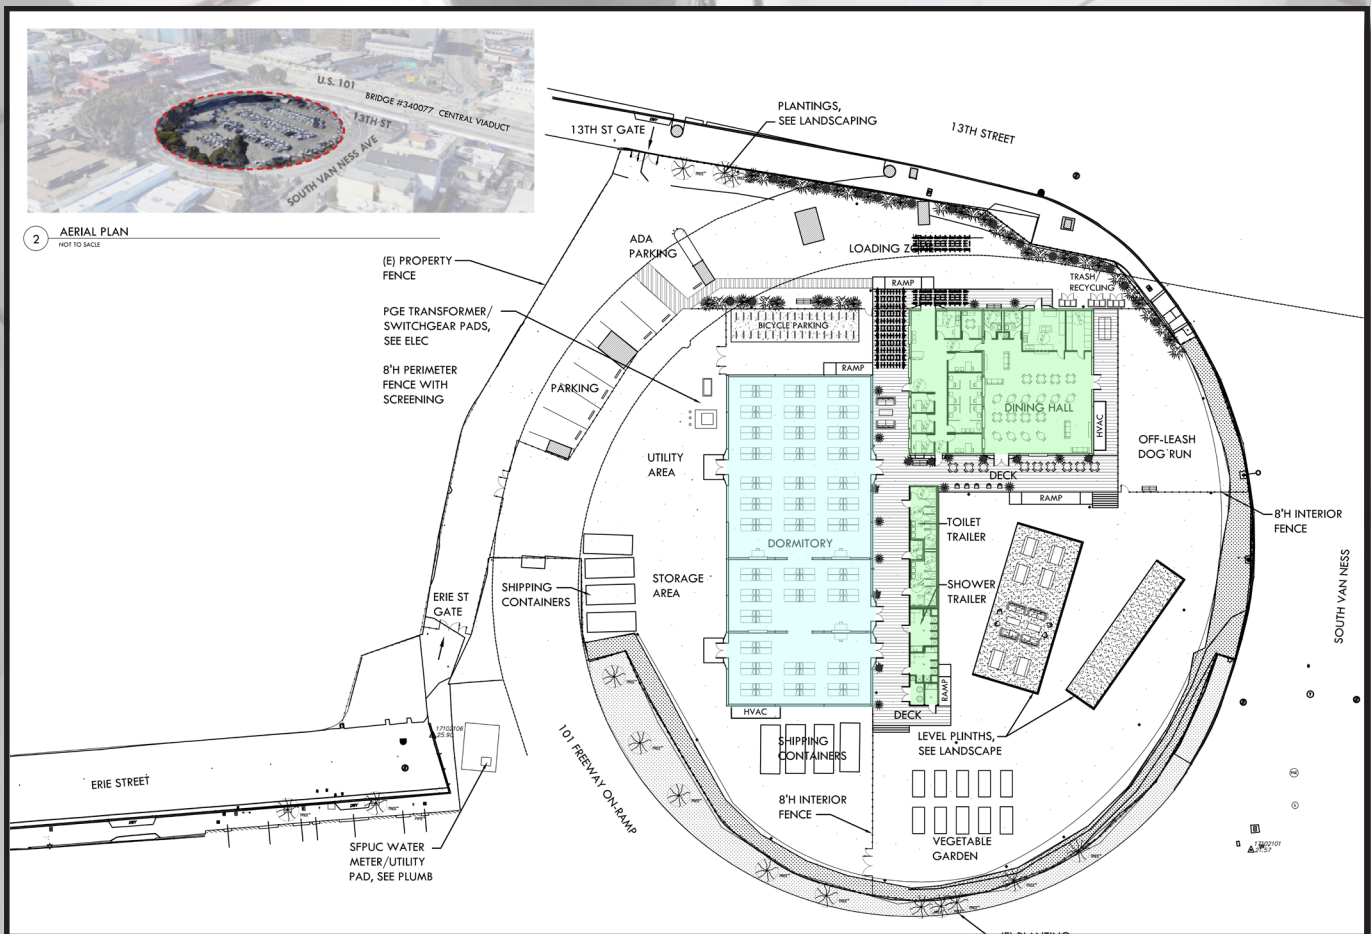 U.S. 101
BRIDGE #340077 CENTRAL VIADUCT
13TH ST
SOUTH VAN NESS AVE
2
AERIAL PLAN
NOT TO SACLE
13TH ST GATE
PLANTINGS,
SEE LANDSCAPING
13TH STREET
(E) PROPERTY
FENCE
ADA
PARKING
LOADING
TRASH/
RECYCLING
RAMP
PGE TRANSFORMER/
SWITCHGEAR PADS,
SEE ELEC
BICYCLE PARKING
8'H PERIMETER
FENCE WITH
SCREENING
RAMP
PARKING
DINING HALL
HVAC
OFF-LEASH
DOG RUN
UTILITY
AREA
DECK
RAMP
8'H INTERIOR
FENCE
TOILET
TRAILER
DORMITORY
SHIPPING
CONTAINERS
STORAGE
AREA
SHOWER
TRAILER
ERIE ST
GATE
SOUTH VAN NESS
RAMP
HVAC
DECK
LEVEL PLINTHS,
SEE LANDSCAPE
SHIPPING
CONTAINERS
17102106
101 FREEWAY ON-RAMP
ERIE STREET
8'H INTERIOR
FENCE
VEGETABLE
GARDEN
SFPUC WATER
METER/UTILITY
PAD, SEE PLUMB
17102101
21.57